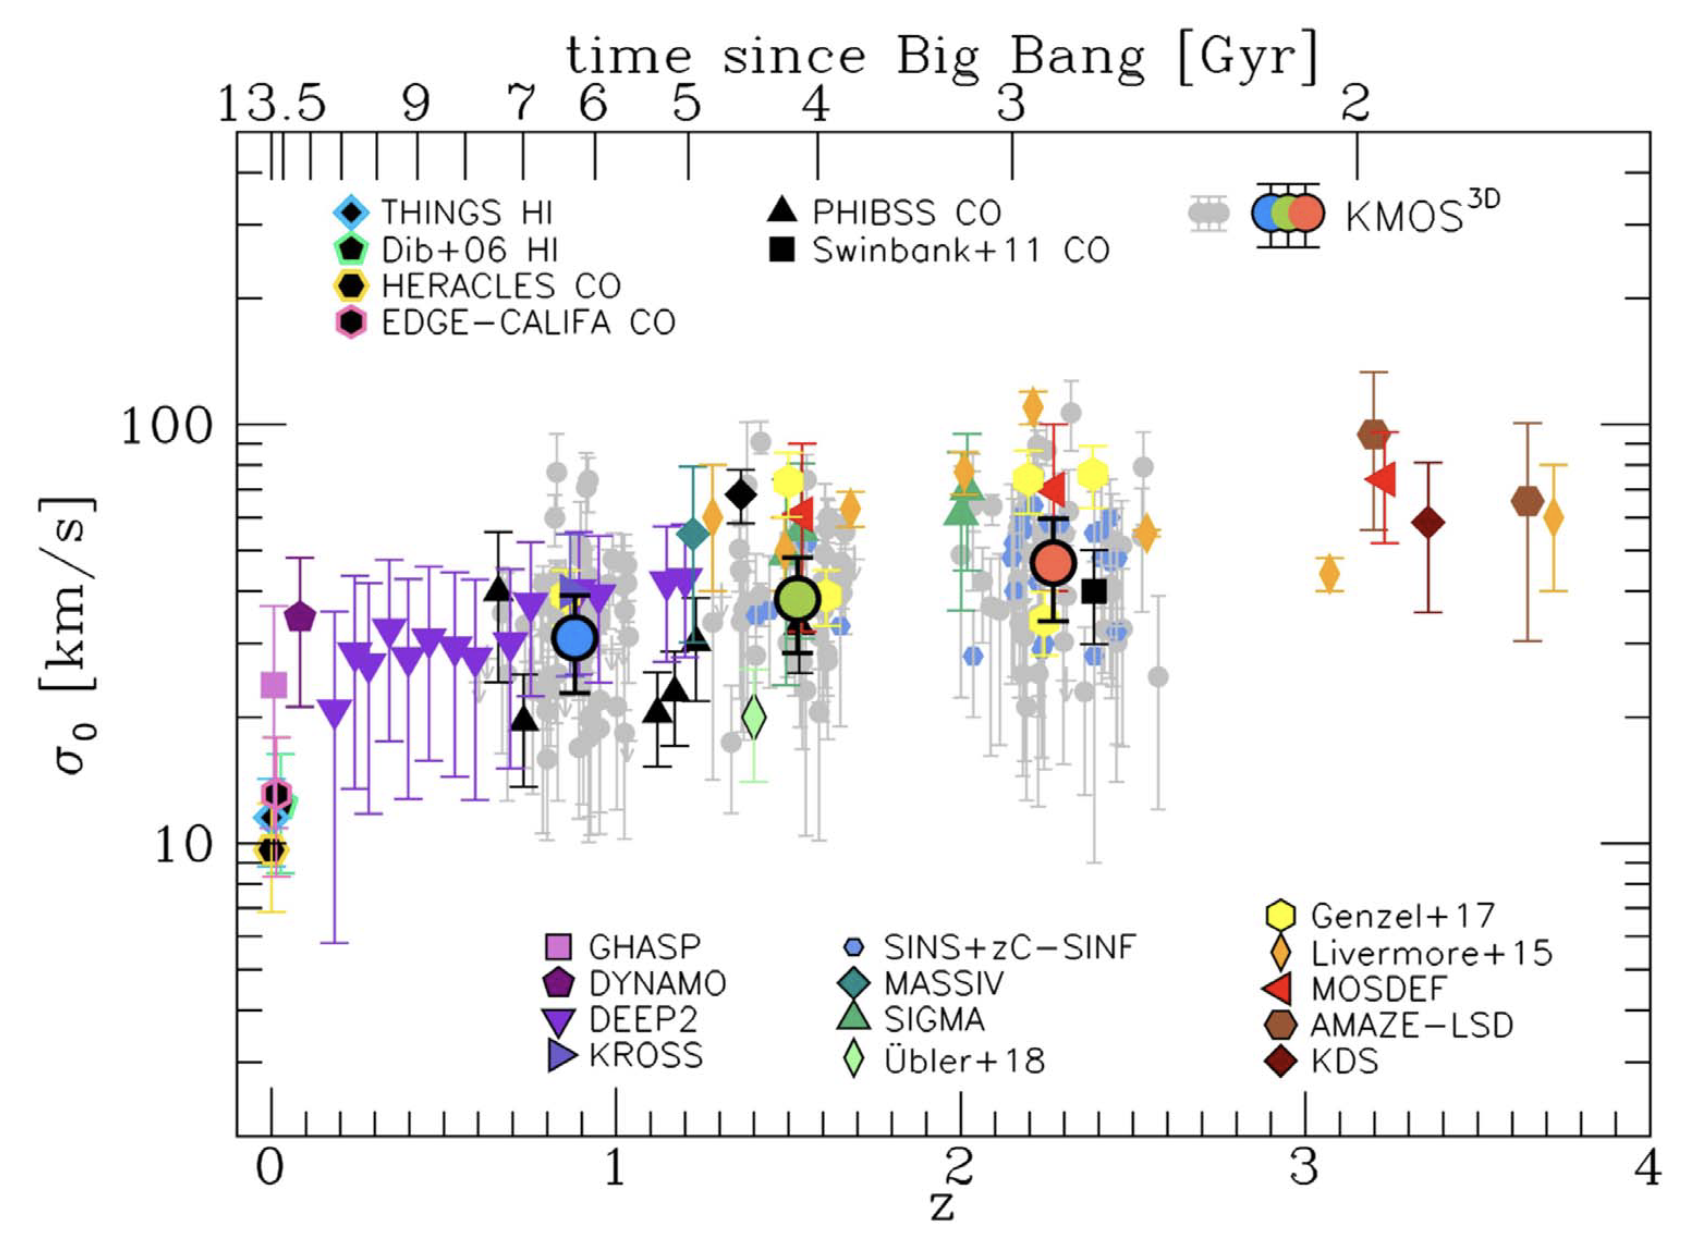 time since Big Bang [Gyr]
13.5 9 7 6 5 4 3 2
THINGS HI
Dib+06 HI
HERACLES CO
EDGE-CALIFA CO
PHIBSS CO
Swinbank+11 CO
KMOS³ᴰ
100
10
σ₀ [km/s]
GHASP
DYNAMO
DEEP2
KROSS
SINS+zC-SINF
MASSIV
SIGMA
Übler+18
Genzel+17
Livermore+15
MOSDEF
AMAZE-LSD
KDS
0 1 2 3 4
z